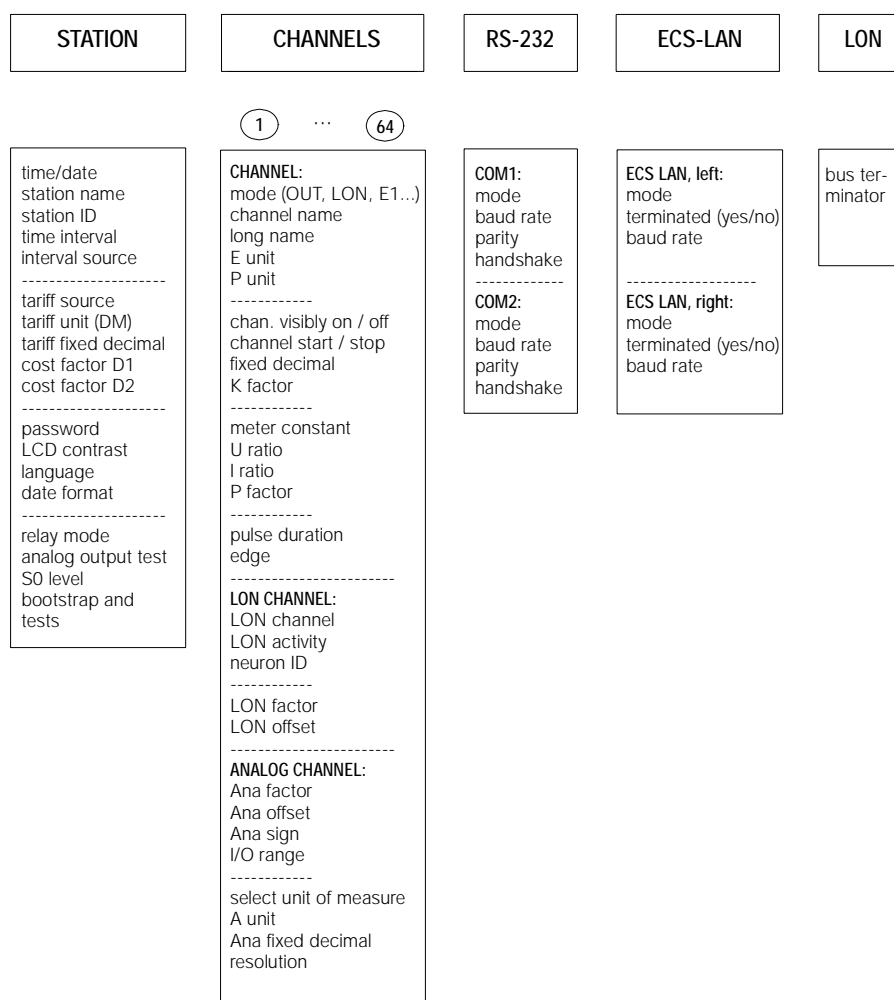 STATION
CHANNELS
RS-232
ECS-LAN
LON
1 ... 64
time/date
station name
station ID
time interval
interval source
---------------------
tariff source
tariff unit (DM)
tariff fixed decimal
cost factor D1
cost factor D2
---------------------
password
LCD contrast
language
date format
---------------------
relay mode
analog output test
S0 level
bootstrap and
tests
CHANNEL:
mode (OUT, LON, E1...)
channel name
long name
E unit
P unit
------------
chan. visibly on / off
channel start / stop
fixed decimal
K factor
------------
meter constant
U ratio
I ratio
P factor
------------
pulse duration
edge
------------------------
LON CHANNEL:
LON channel
LON activity
neuron ID
------------
LON factor
LON offset
------------------------
ANALOG CHANNEL:
Ana factor
Ana offset
Ana sign
I/O range
------------
select unit of measure
A unit
Ana fixed decimal
resolution
COM1:
mode
baud rate
parity
handshake
-------------
COM2:
mode
baud rate
parity
handshake
ECS LAN, left:
mode
terminated (yes/no)
baud rate
-------------------
ECS LAN, right:
mode
terminated (yes/no)
baud rate
bus ter-
minator